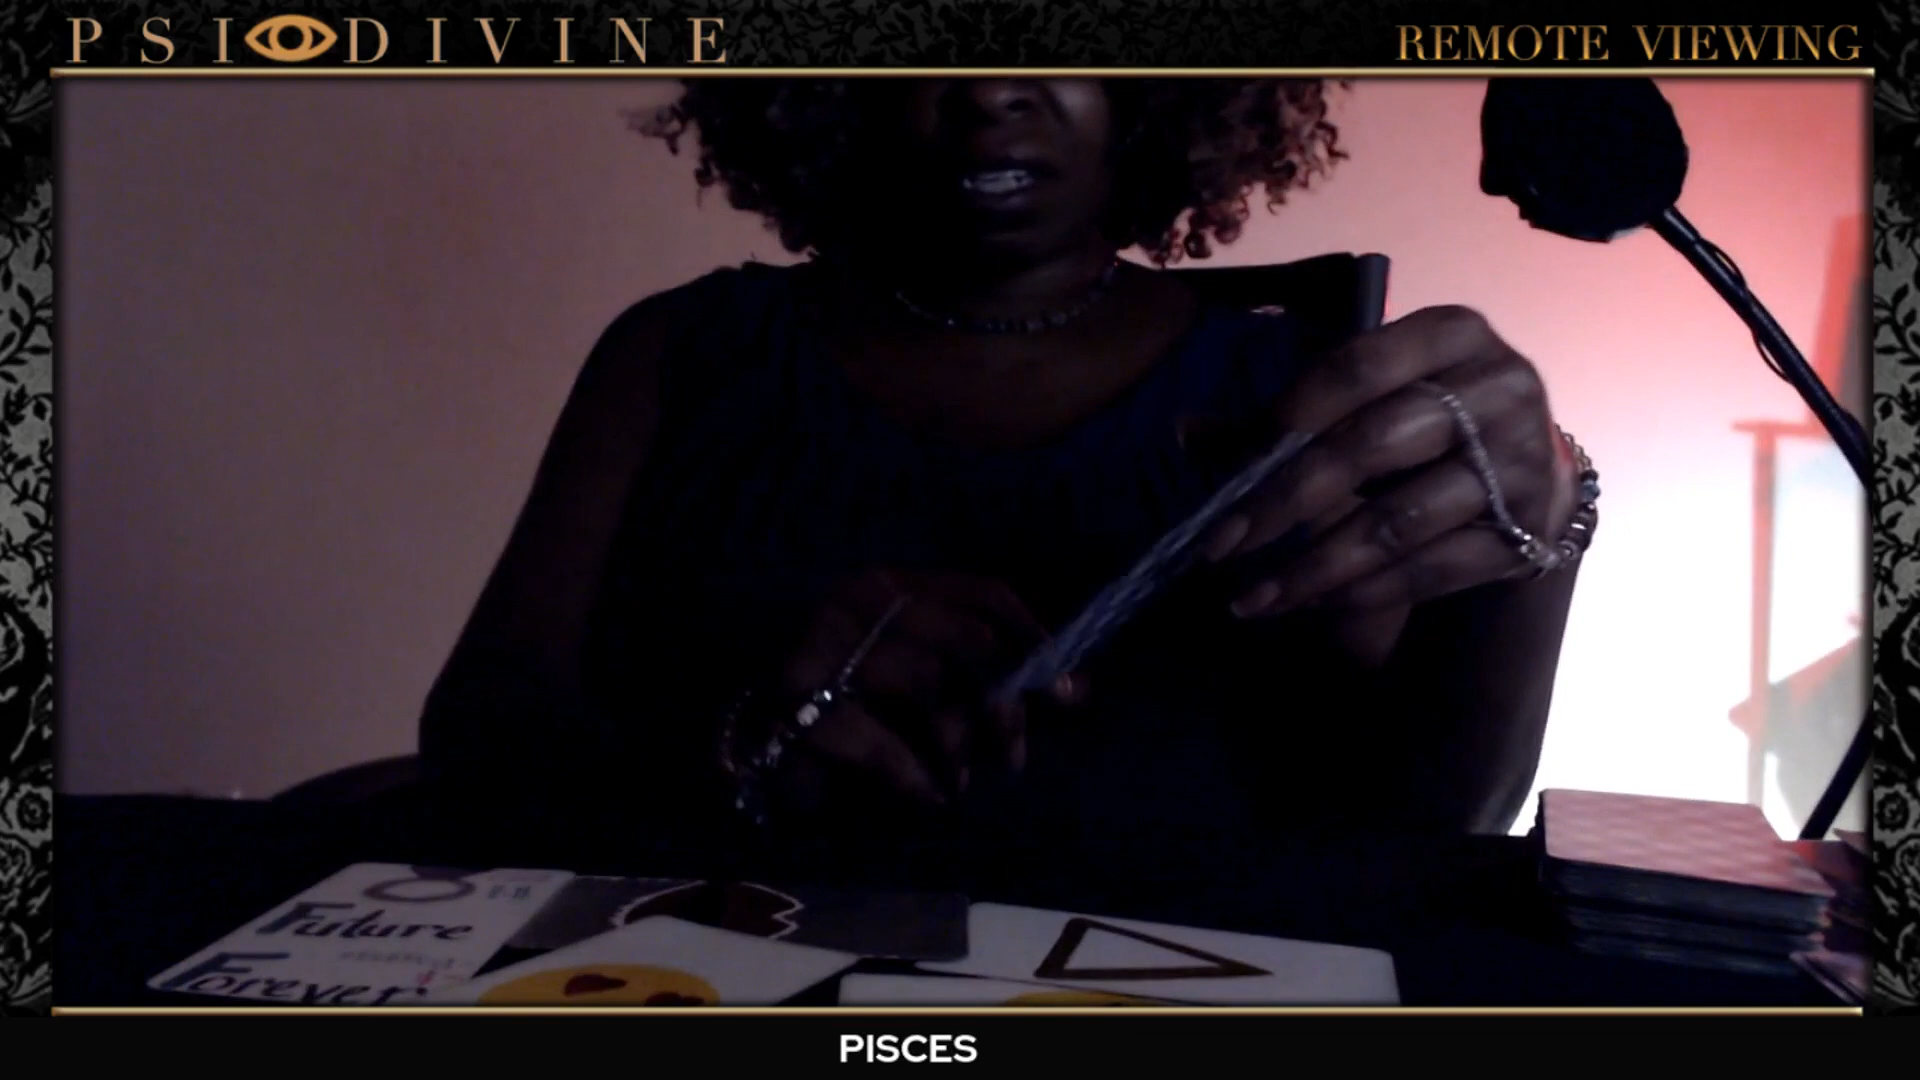 PSI DIVINE
REMOTE VIEWING
Future
Forever
PISCES